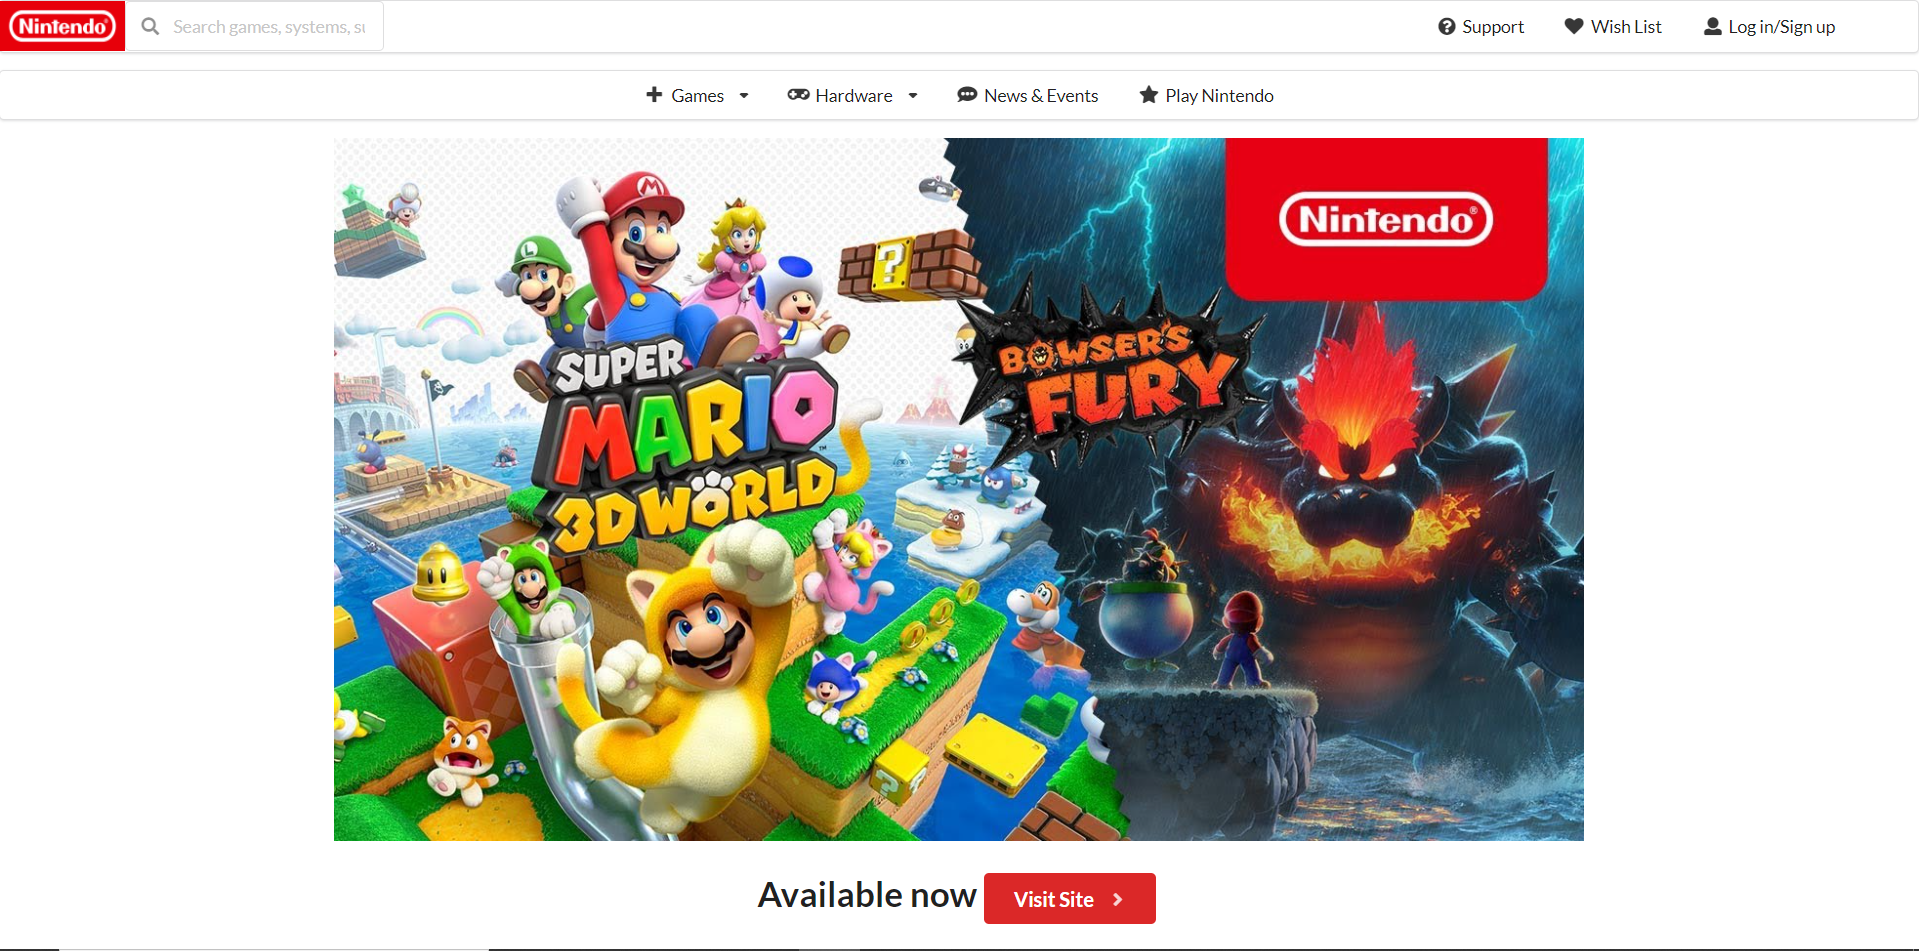 Nintendo®
Search games, systems, su
Support
Wish List
Log in/Sign up
Games
Hardware
News & Events
Play Nintendo
Nintendo®
SUPER
MARIO™
3D WORLD
BOWSER'S
FURY
Available now
Visit Site